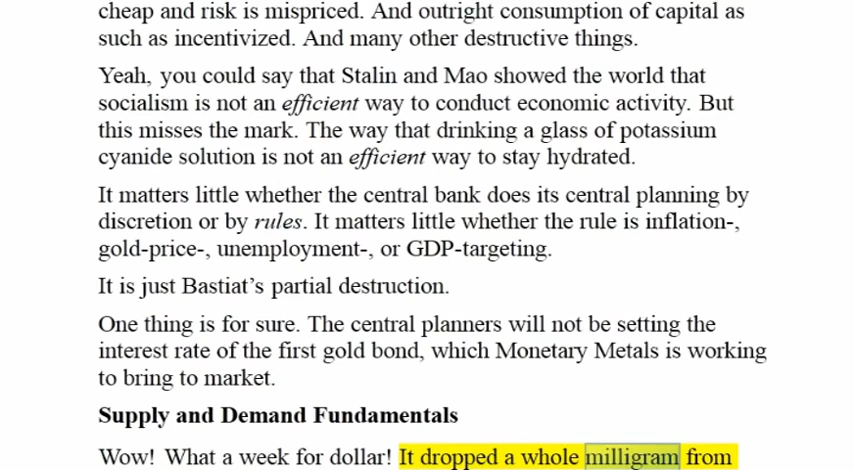 cheap and risk is mispriced. And outright consumption of capital as
such as incentivized. And many other destructive things.
Yeah, you could say that Stalin and Mao showed the world that
socialism is not an efficient way to conduct economic activity. But
this misses the mark. The way that drinking a glass of potassium
cyanide solution is not an efficient way to stay hydrated.
It matters little whether the central bank does its central planning by
discretion or by rules. It matters little whether the rule is inflation-,
gold-price-, unemployment-, or GDP-targeting.
It is just Bastiat’s partial destruction.
One thing is for sure. The central planners will not be setting the
interest rate of the first gold bond, which Monetary Metals is working
to bring to market.
Supply and Demand Fundamentals
Wow! What a week for dollar! It dropped a whole milligram from